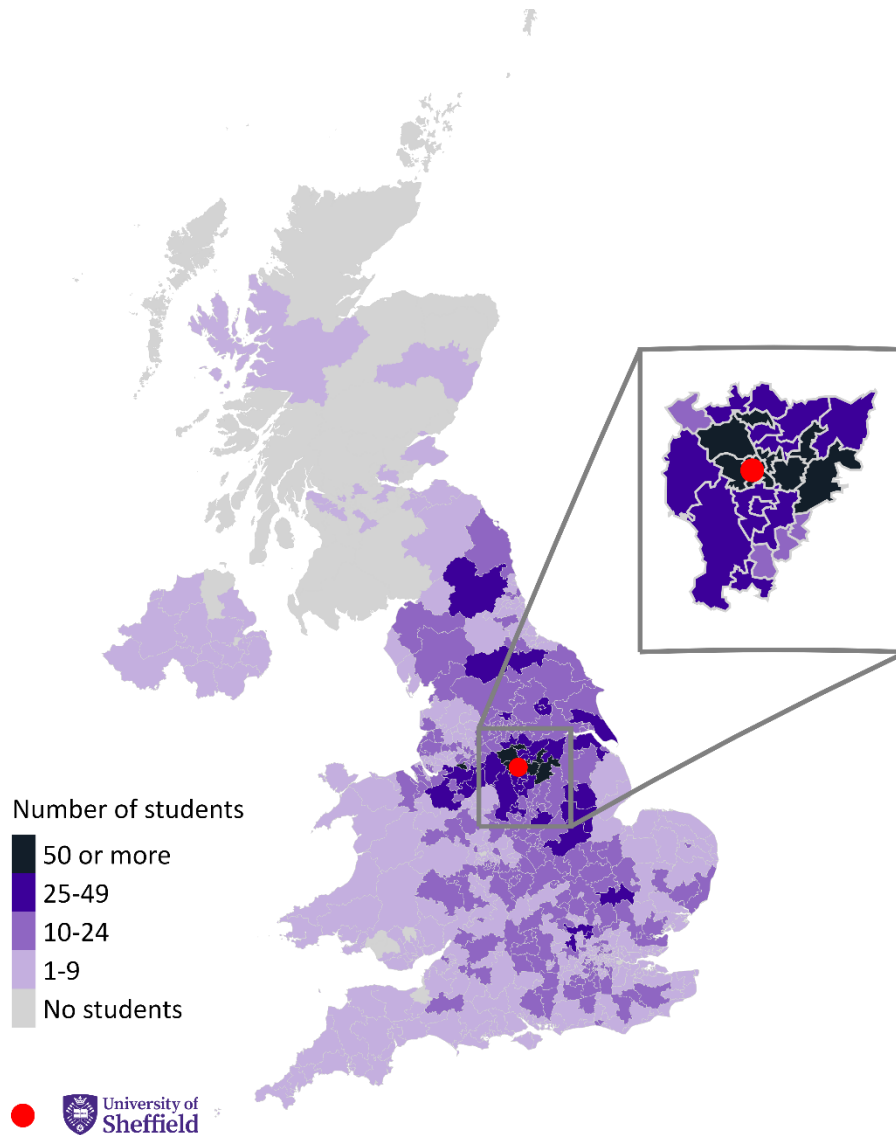 Number of students
50 or more
25-49
10-24
1-9
No students
University of
Sheffield